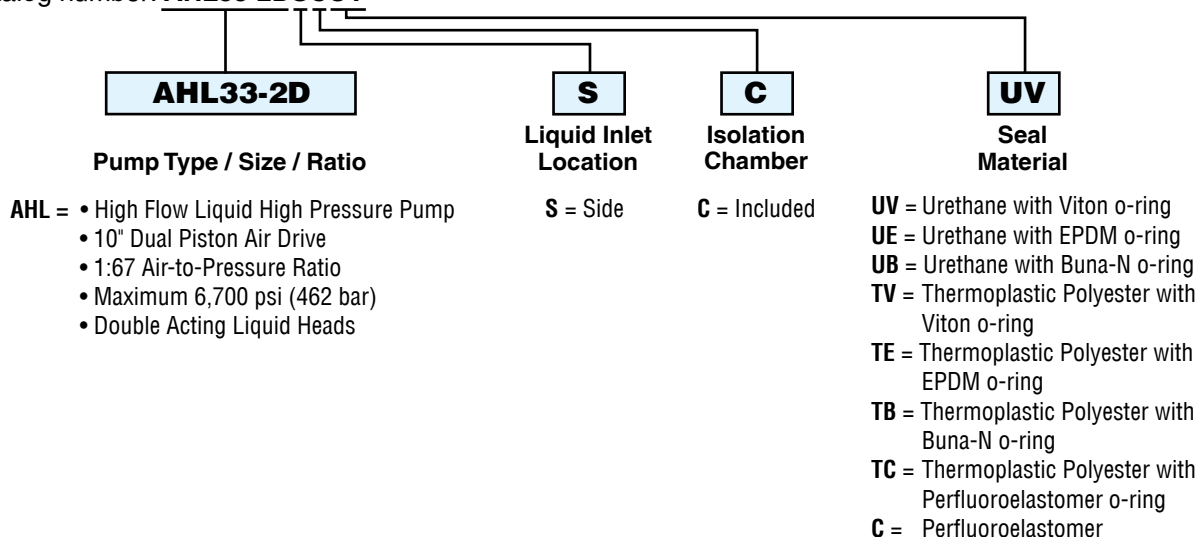 AHL33-2D
S
C
UV
Pump Type / Size / Ratio
Liquid Inlet
Location
Isolation
Chamber
Seal
Material
AHL = • High Flow Liquid High Pressure Pump
• 10" Dual Piston Air Drive
• 1:67 Air-to-Pressure Ratio
• Maximum 6,700 psi (462 bar)
• Double Acting Liquid Heads
S = Side
C = Included
UV = Urethane with Viton o-ring
UE = Urethane with EPDM o-ring
UB = Urethane with Buna-N o-ring
TV = Thermoplastic Polyester with
Viton o-ring
TE = Thermoplastic Polyester with
EPDM o-ring
TB = Thermoplastic Polyester with
Buna-N o-ring
TC = Thermoplastic Polyester with
Perfluoroelastomer o-ring
C = Perfluoroelastomer